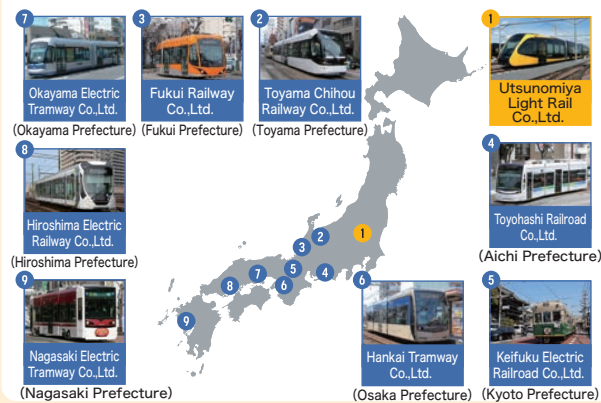 7
Okayama Electric
Tramway Co.,Ltd.
(Okayama Prefecture)
3
Fukui Railway
Co.,Ltd.
(Fukui Prefecture)
2
Toyama Chihou
Railway Co.,Ltd.
(Toyama Prefecture)
1
Utsunomiya
Light Rail
Co.,Ltd.
8
Hiroshima Electric
Railway Co.,Ltd.
(Hiroshima Prefecture)
4
Toyohashi Railroad
Co.,Ltd.
(Aichi Prefecture)
9
Nagasaki Electric
Tramway Co.,Ltd.
(Nagasaki Prefecture)
6
Hankai Tramway
Co.,Ltd.
(Osaka Prefecture)
5
Keifuku Electric
Railroad Co.,Ltd.
(Kyoto Prefecture)
1
2
3
5
4
7
6
8
9